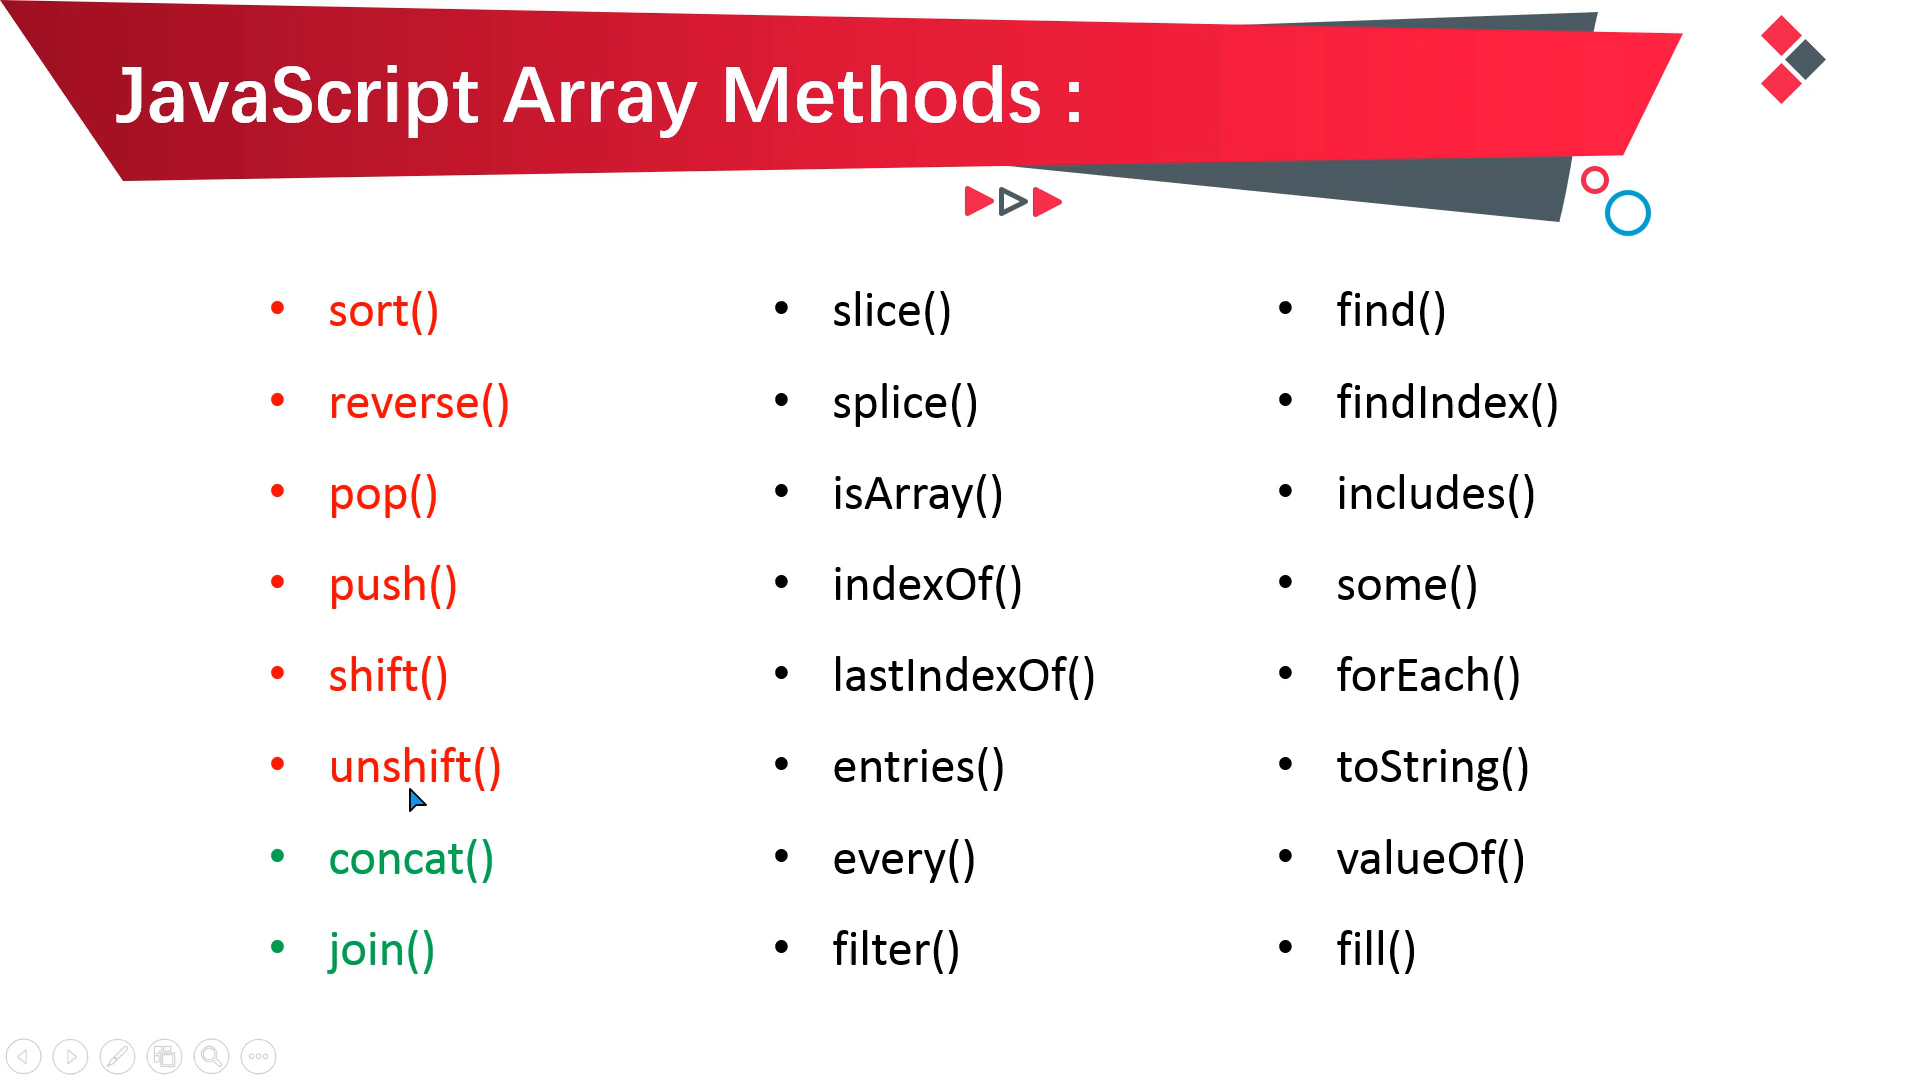 JavaScript Array Methods :
• sort()
• reverse()
• pop()
• push()
• shift()
• unshift()
• concat()
• join()
• slice()
• splice()
• isArray()
• indexOf()
• lastIndexOf()
• entries()
• every()
• filter()
• find()
• findIndex()
• includes()
• some()
• forEach()
• toString()
• valueOf()
• fill()